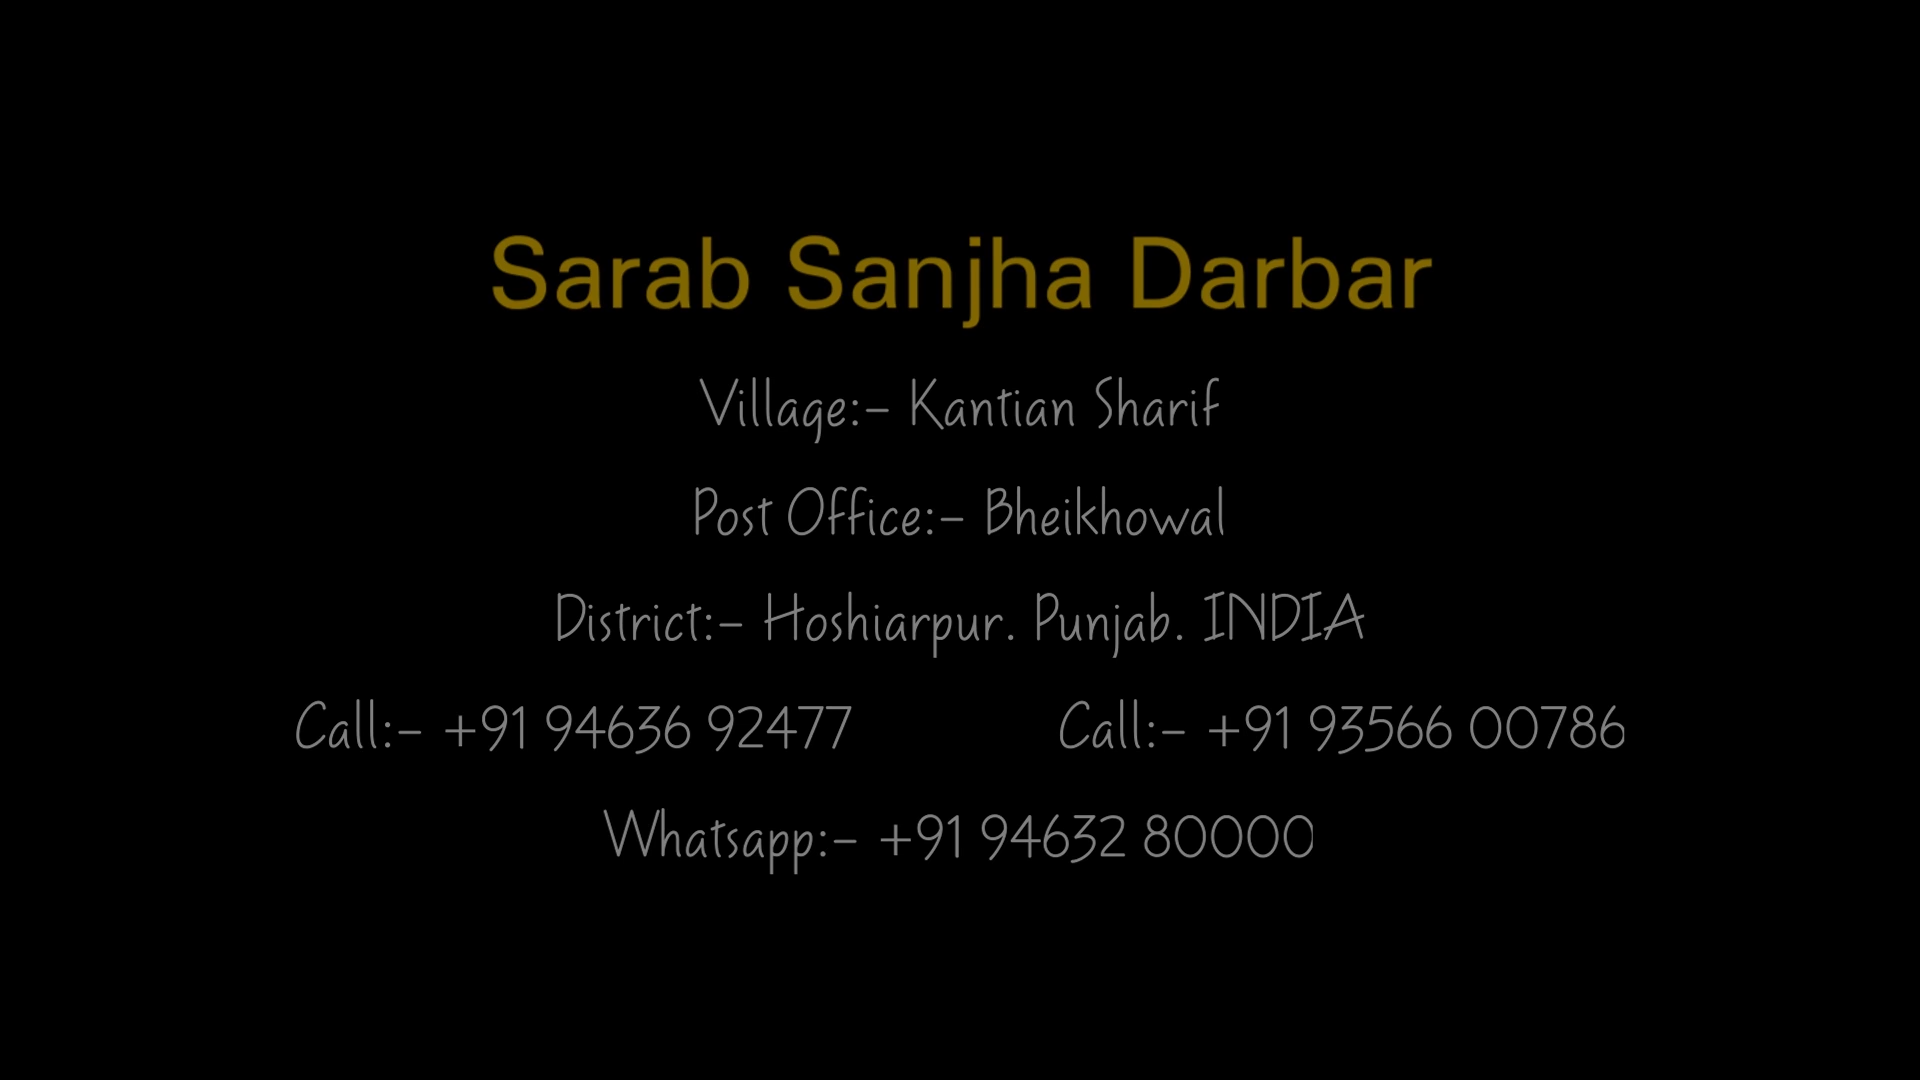 Sarab Sanjha Darbar
Village:- Kantian Sharif
Post Office:- Bheikhowal
District:- Hoshiarpur. Punjab. INDIA
Call:- +91 94636 92477 Call:- +91 93566 00786
Whatsapp:- +91 94632 80000